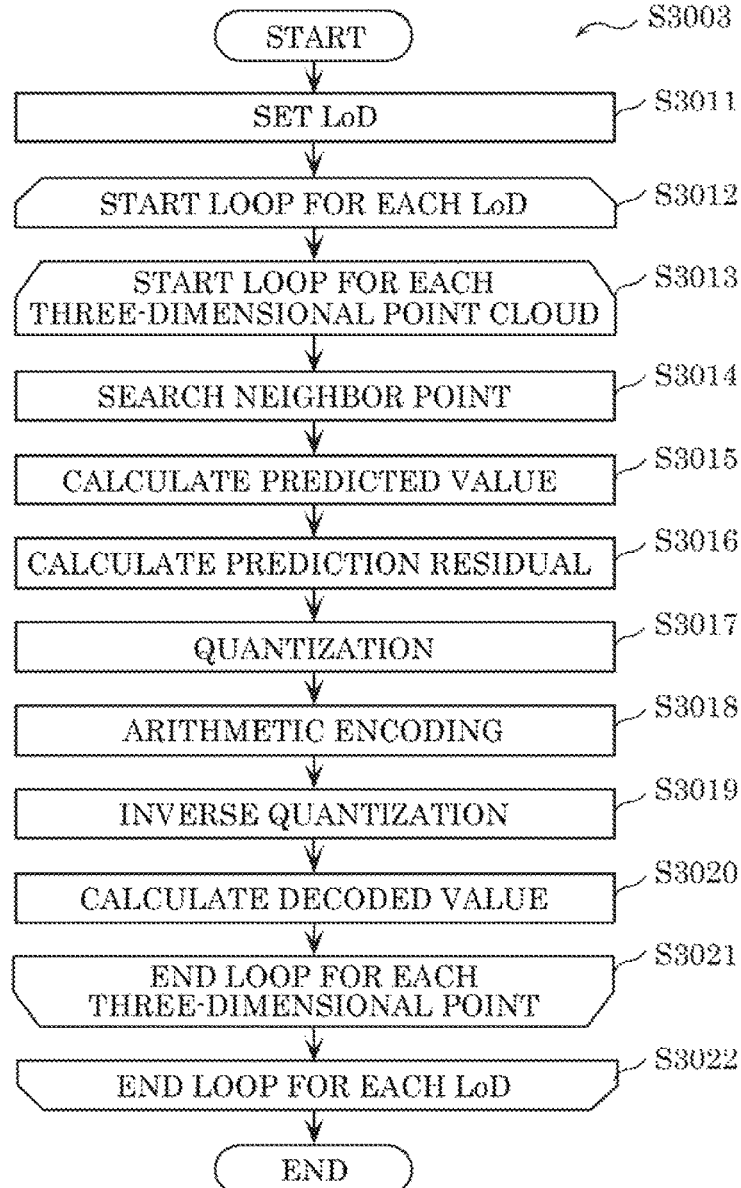 S3003
START
SET LoD
S3011
START LOOP FOR EACH LoD
S3012
START LOOP FOR EACH
THREE-DIMENSIONAL POINT CLOUD
S3013
SEARCH NEIGHBOR POINT
S3014
CALCULATE PREDICTED VALUE
S3015
CALCULATE PREDICTION RESIDUAL
S3016
QUANTIZATION
S3017
ARITHMETIC ENCODING
S3018
INVERSE QUANTIZATION
S3019
CALCULATE DECODED VALUE
S3020
END LOOP FOR EACH
THREE-DIMENSIONAL POINT
S3021
END LOOP FOR EACH LoD
S3022
END